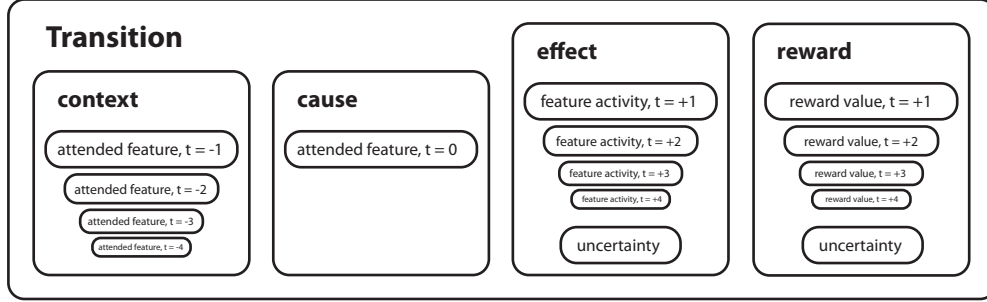 Transition
context
attended feature, t = -1
attended feature, t = -2
attended feature, t = -3
attended feature, t = -4
cause
attended feature, t = 0
effect
feature activity, t = +1
feature activity, t = +2
feature activity, t = +3
feature activity, t = +4
uncertainty
reward
reward value, t = +1
reward value, t = +2
reward value, t = +3
reward value, t = +4
uncertainty